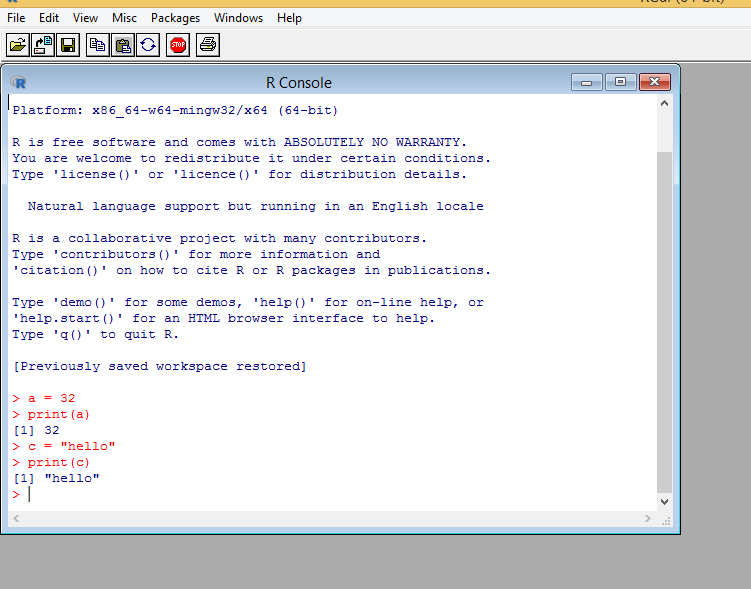 File Edit View Misc Packages Windows Help
STOP
R Console
Platform: x86_64-w64-mingw32/x64 (64-bit)
R is free software and comes with ABSOLUTELY NO WARRANTY.
You are welcome to redistribute it under certain conditions.
Type 'license()' or 'licence()' for distribution details.
Natural language support but running in an English locale
R is a collaborative project with many contributors.
Type 'contributors()' for more information and
'citation()' on how to cite R or R packages in publications.
Type 'demo()' for some demos, 'help()' for on-line help, or
'help.start()' for an HTML browser interface to help.
Type 'q()' to quit R.
[Previously saved workspace restored]
> a = 32
> print(a)
[1] 32
> c = "hello"
> print(c)
[1] "hello"
>